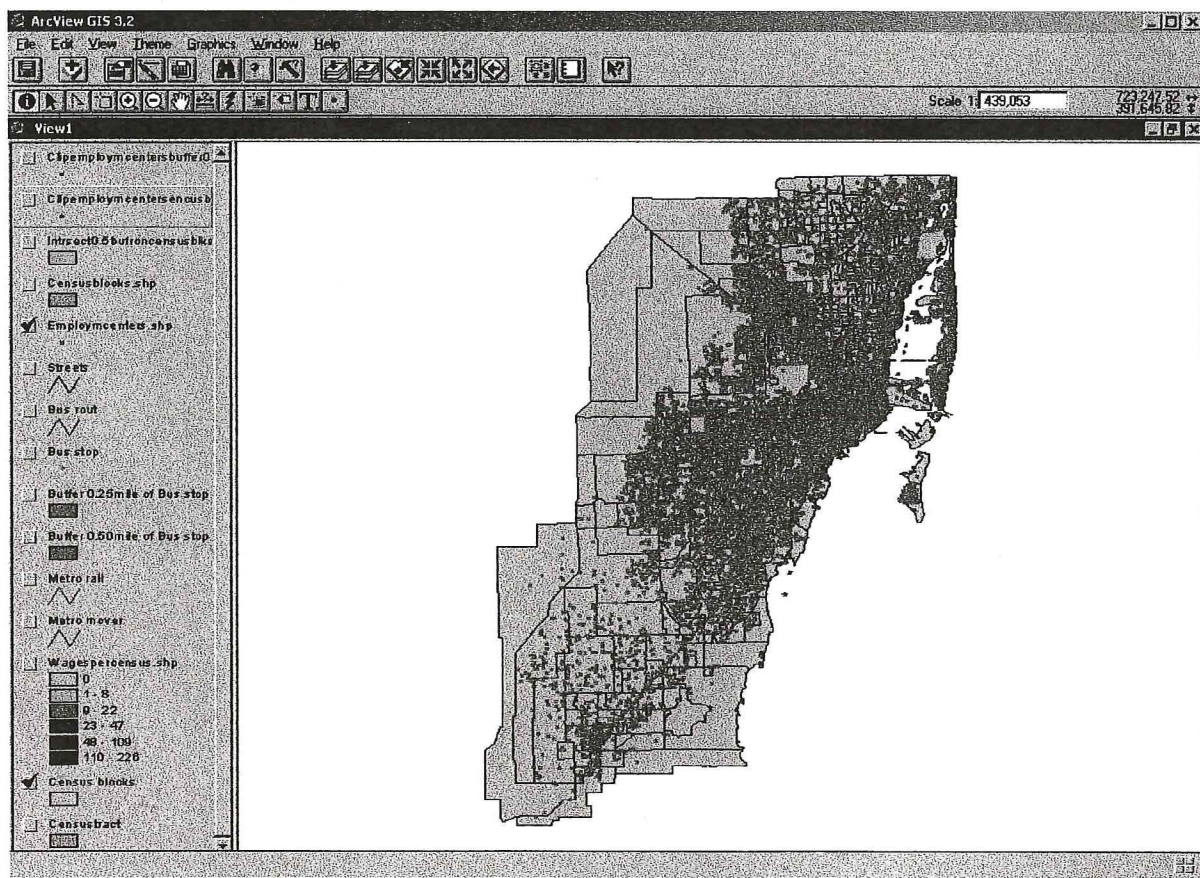 ArcView GIS 3.2
File Edit View Theme Graphics Window Help
Scale 1: 439,053
723,247.52
391,645.82
View1
Clipemploymcentersbuffer0
Clipemploymcentersencusb
Intrsect0.5bufroncensusblks
Censusblocks.shp
Employmcenters.shp
Streets
Bus rout
Bus stop
Buffer 0.25mile of Bus stop
Buffer 0.50mile of Bus stop
Metro rail
Metro mover
Wagespercensus.shp
0
1 - 8
9 - 22
23 - 47
48 - 109
110 - 226
Census blocks
Censustract